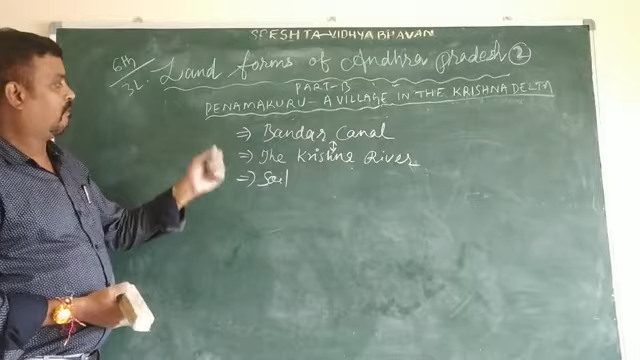 SRESHTA-VIDHYA BHAVAN
6th/3L. Land forms of Andhra Pradesh 2
PART-B
PENAMAKURU - A VILLAGE IN THE KRISHNA DELTA
⇒ Bandar Canal
↕
⇒ The Krishna River
⇒ Soil